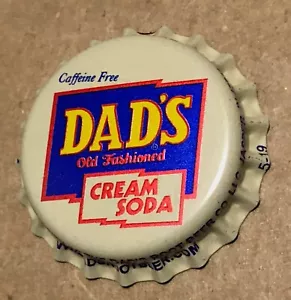 Caffeine Free
DAD'S
Old Fashioned
CREAM
SODA
5-19